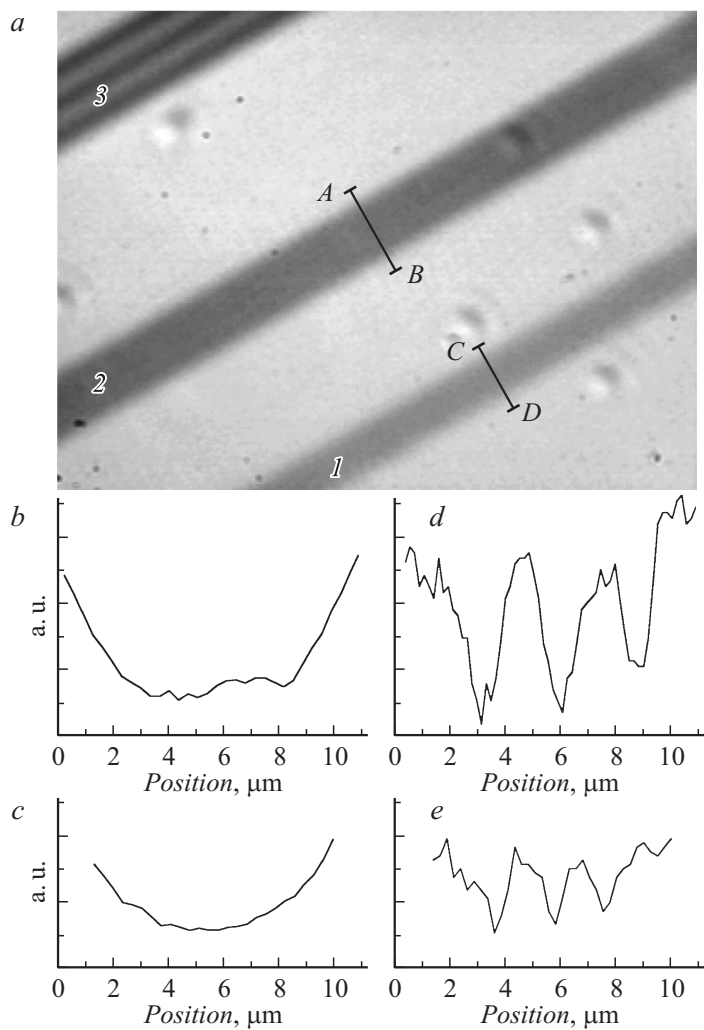 a
3
A
B
2
C
D
1
b
d
a. u.
0 2 4 6 8 10
0 2 4 6 8 10
Position, μm
Position, μm
c
e
a. u.
0 2 4 6 8 10
0 2 4 6 8 10
Position, μm
Position, μm